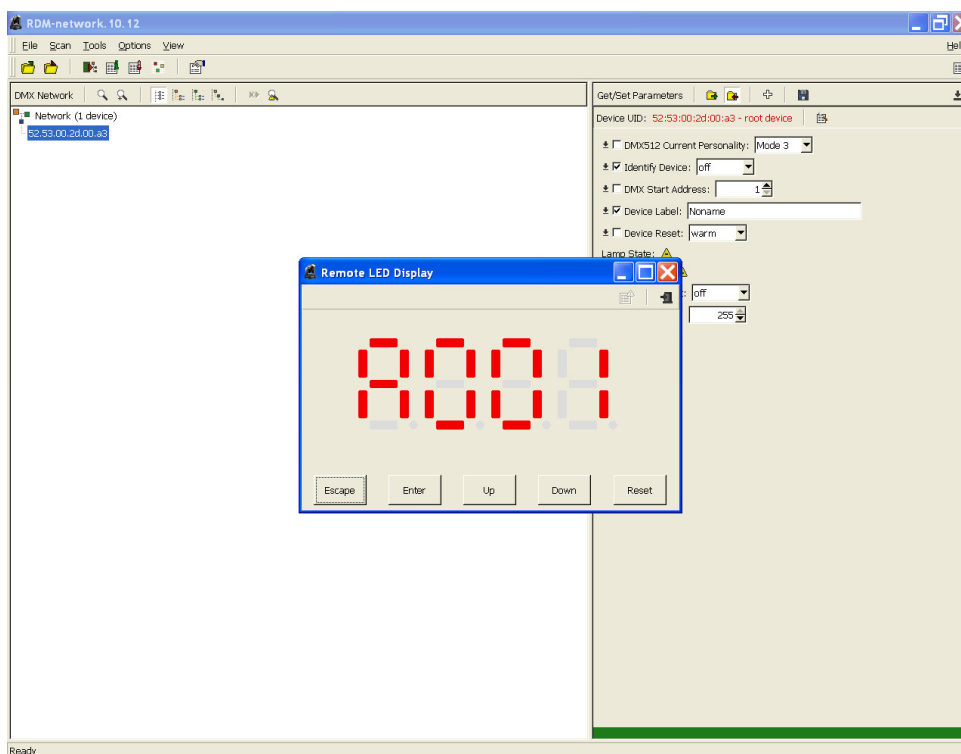 RDM-network.10.12
File Scan Tools Options View
DMX Network
Network (1 device)
52.53.00.2d.00.a3
Get/Set Parameters
Device UID: 52:53:00:2d:00:a3 - root device
DMX512 Current Personality: Mode 3
Identify Device: off
DMX Start Address: 1
Device Label: Noname
Device Reset: warm
Lamp State:
off
255
Remote LED Display
A001
Escape Enter Up Down Reset
Ready